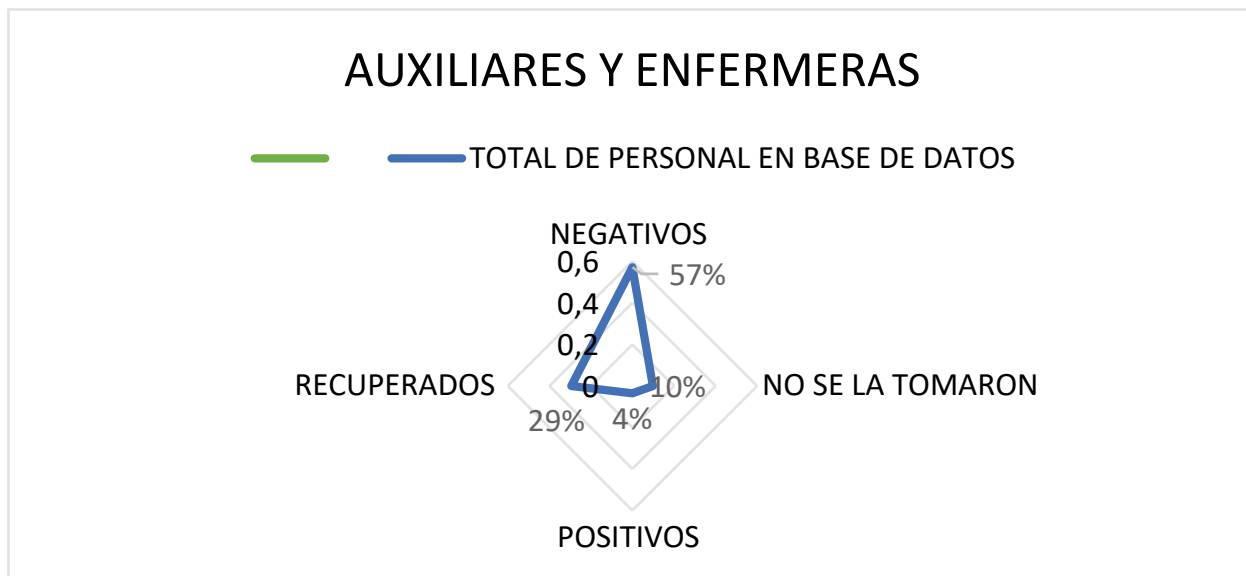 AUXILIARES Y ENFERMERAS
TOTAL DE PERSONAL EN BASE DE DATOS
NEGATIVOS
0,6
57%
0,4
0,2
RECUPERADOS
0
10%
NO SE LA TOMARON
29%
4%
POSITIVOS